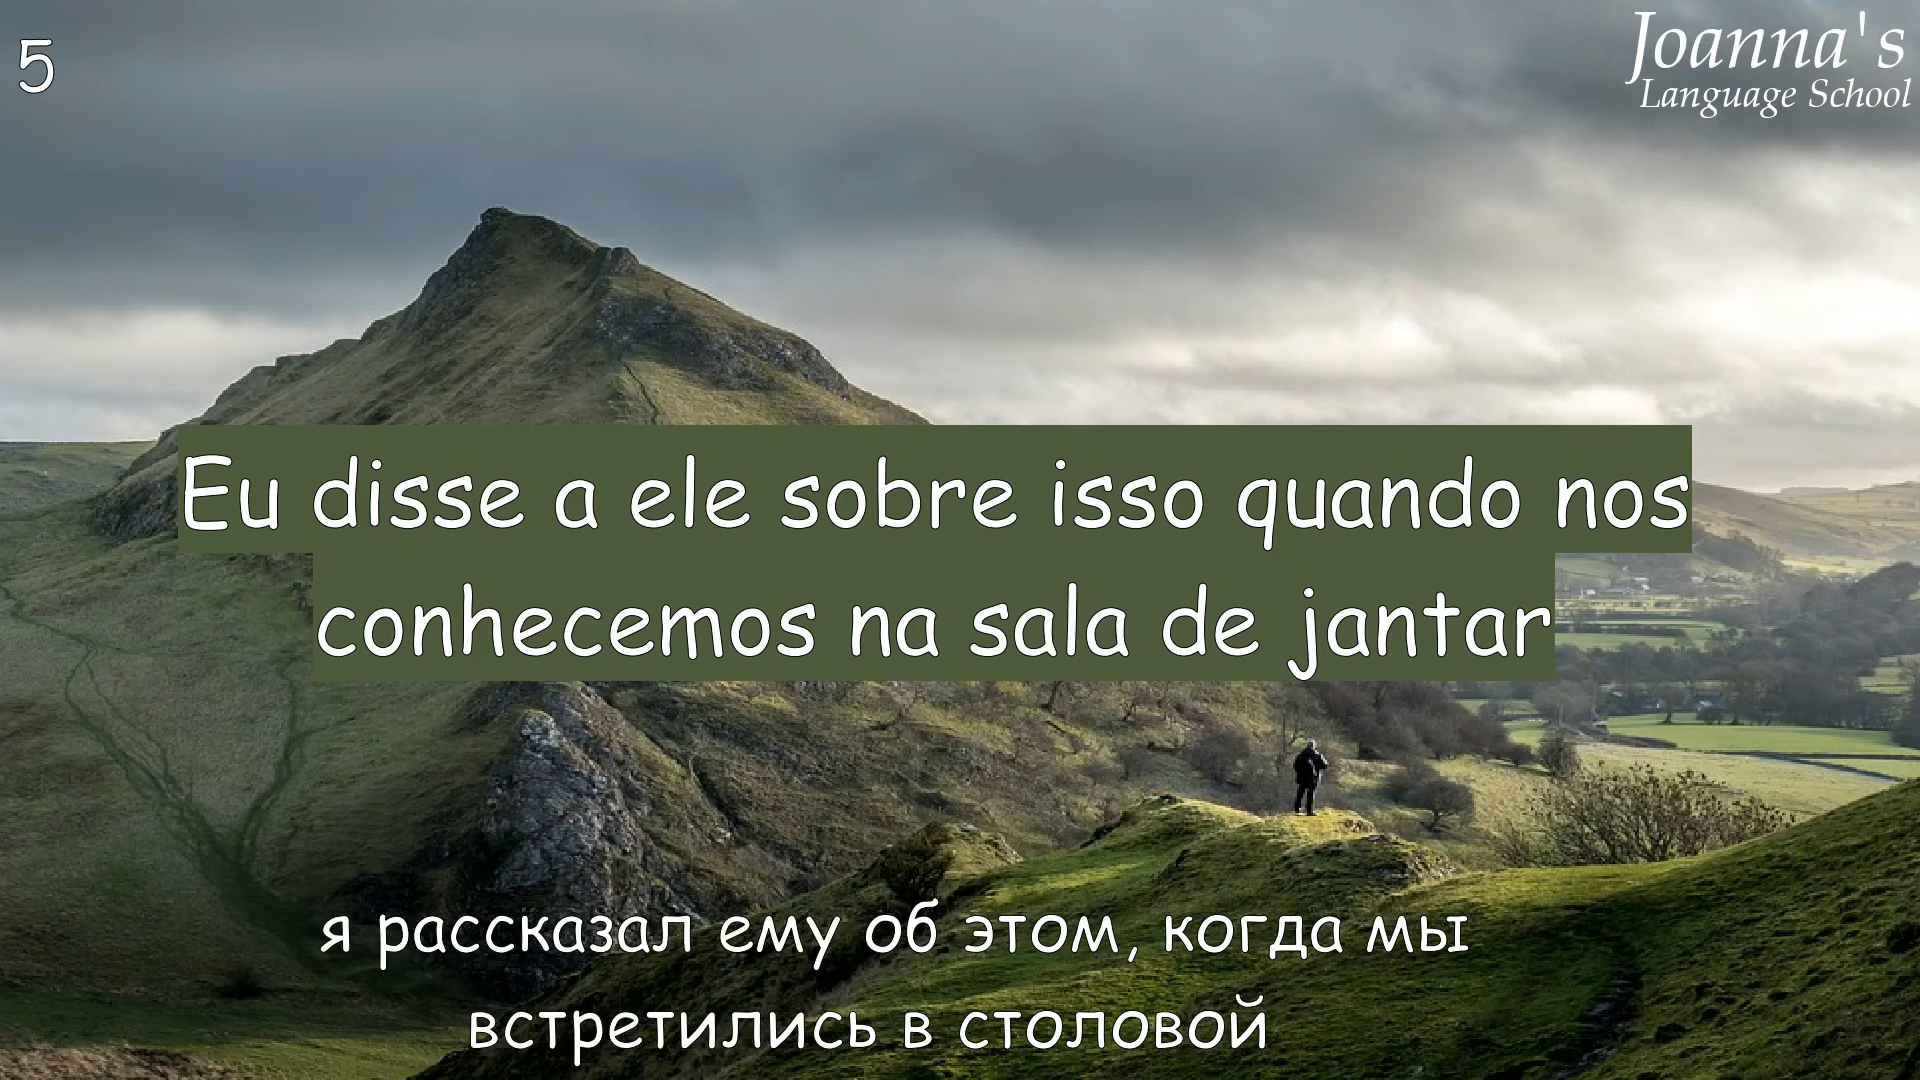 5
Joanna's
Language School
Eu disse a ele sobre isso quando nos
conhecemos na sala de jantar
я рассказал ему об этом, когда мы
встретились в столовой